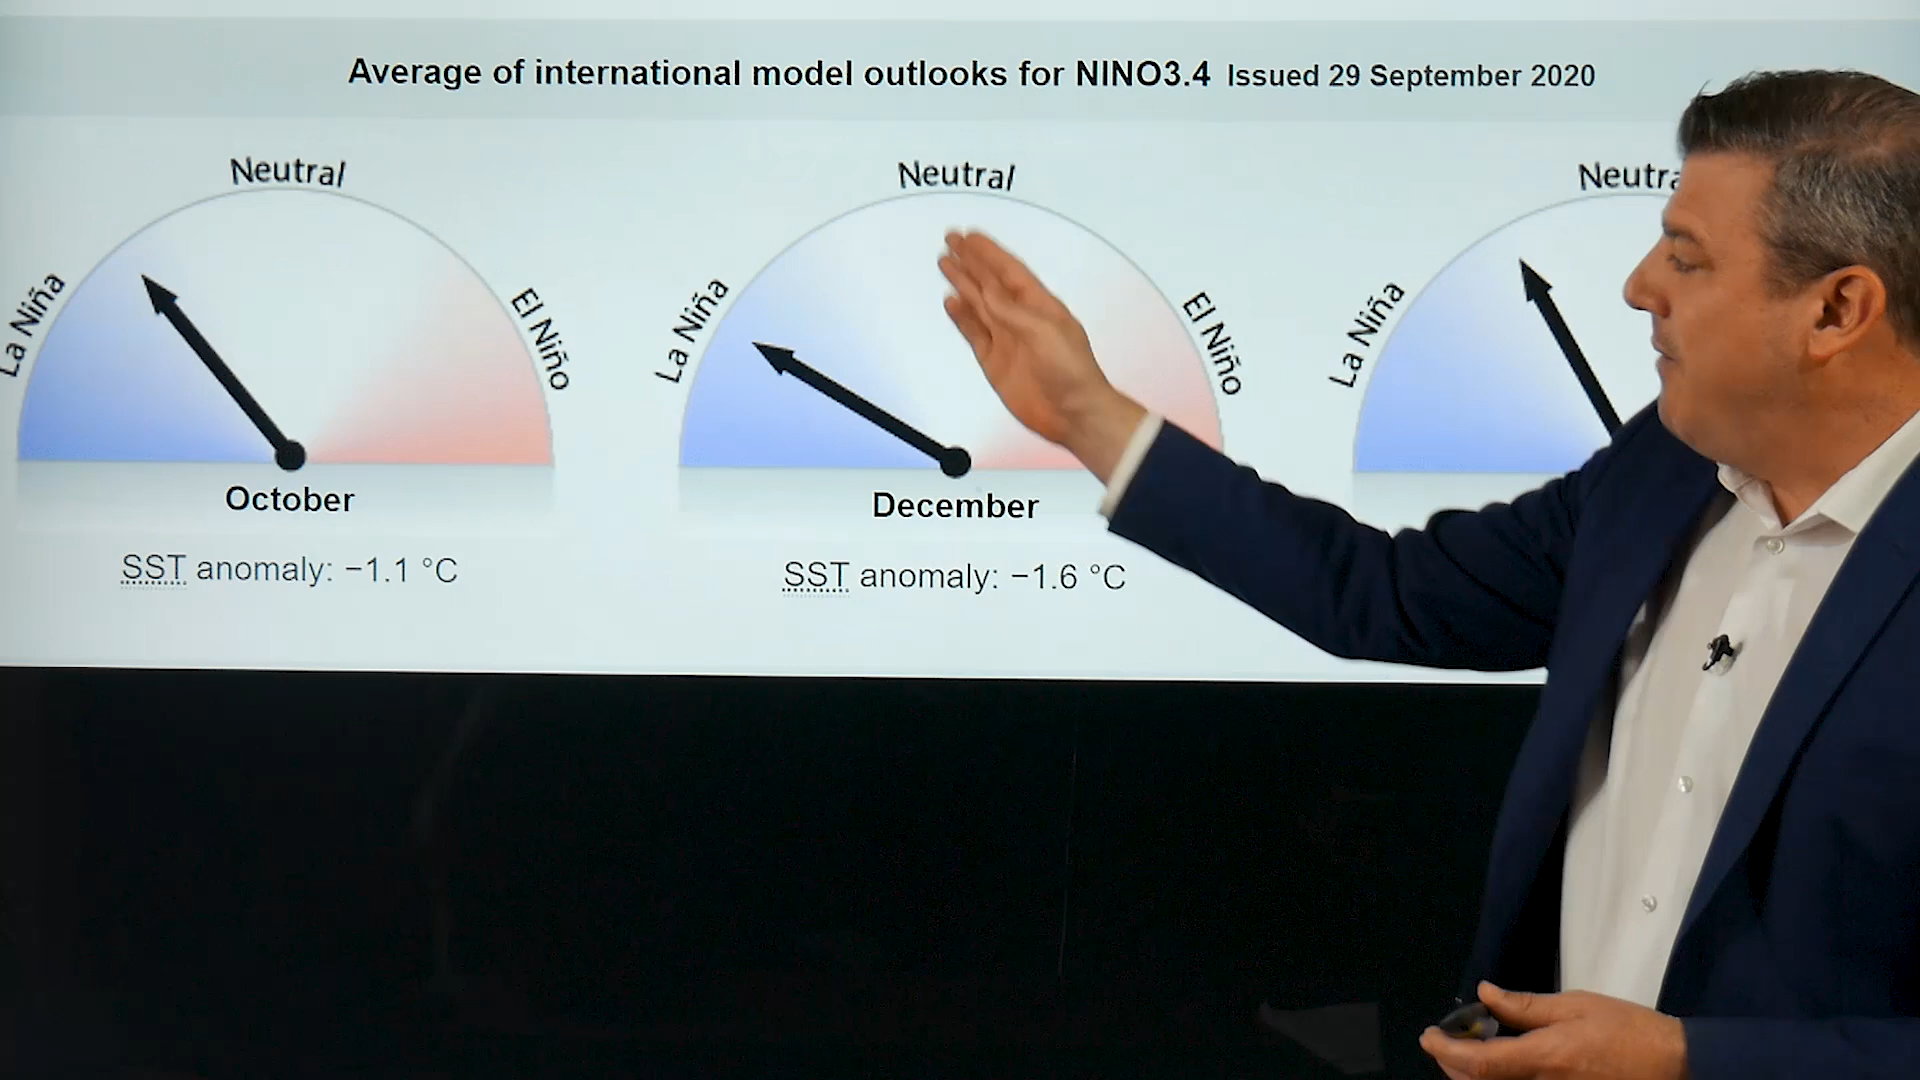 Average of international model outlooks for NINO3.4 Issued 29 September 2020
Neutral
La Niña
El Niño
October
SST anomaly: −1.1 °C
Neutral
La Niña
El Niño
December
SST anomaly: −1.6 °C
Neutra
La Niña